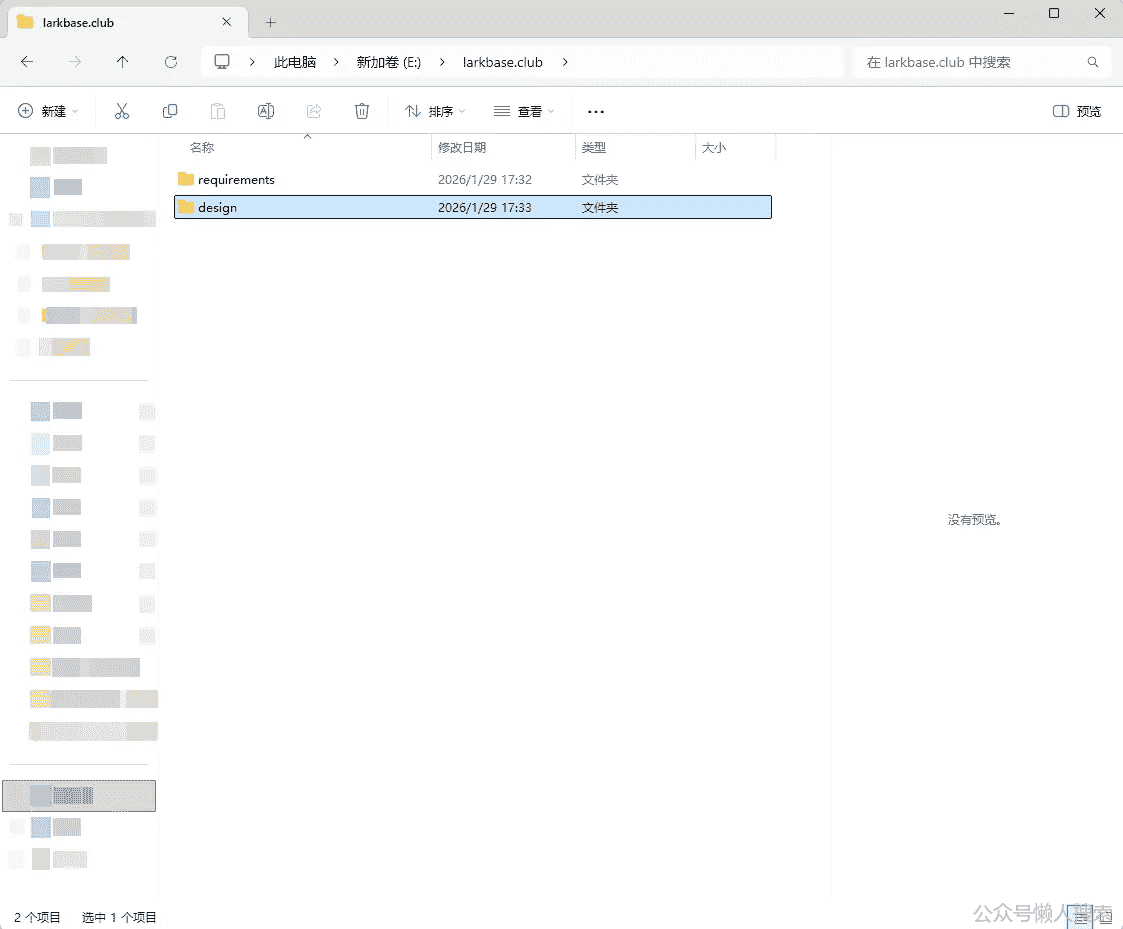 larkbase.club
此电脑 新加卷 (E:) larkbase.club
在 larkbase.club 中搜索
新建 排序 查看 预览
名称 修改日期 类型 大小
requirements 2026/1/29 17:32 文件夹
design 2026/1/29 17:33 文件夹
没有预览。
2 个项目 选中 1 个项目
公众号懒人搜索